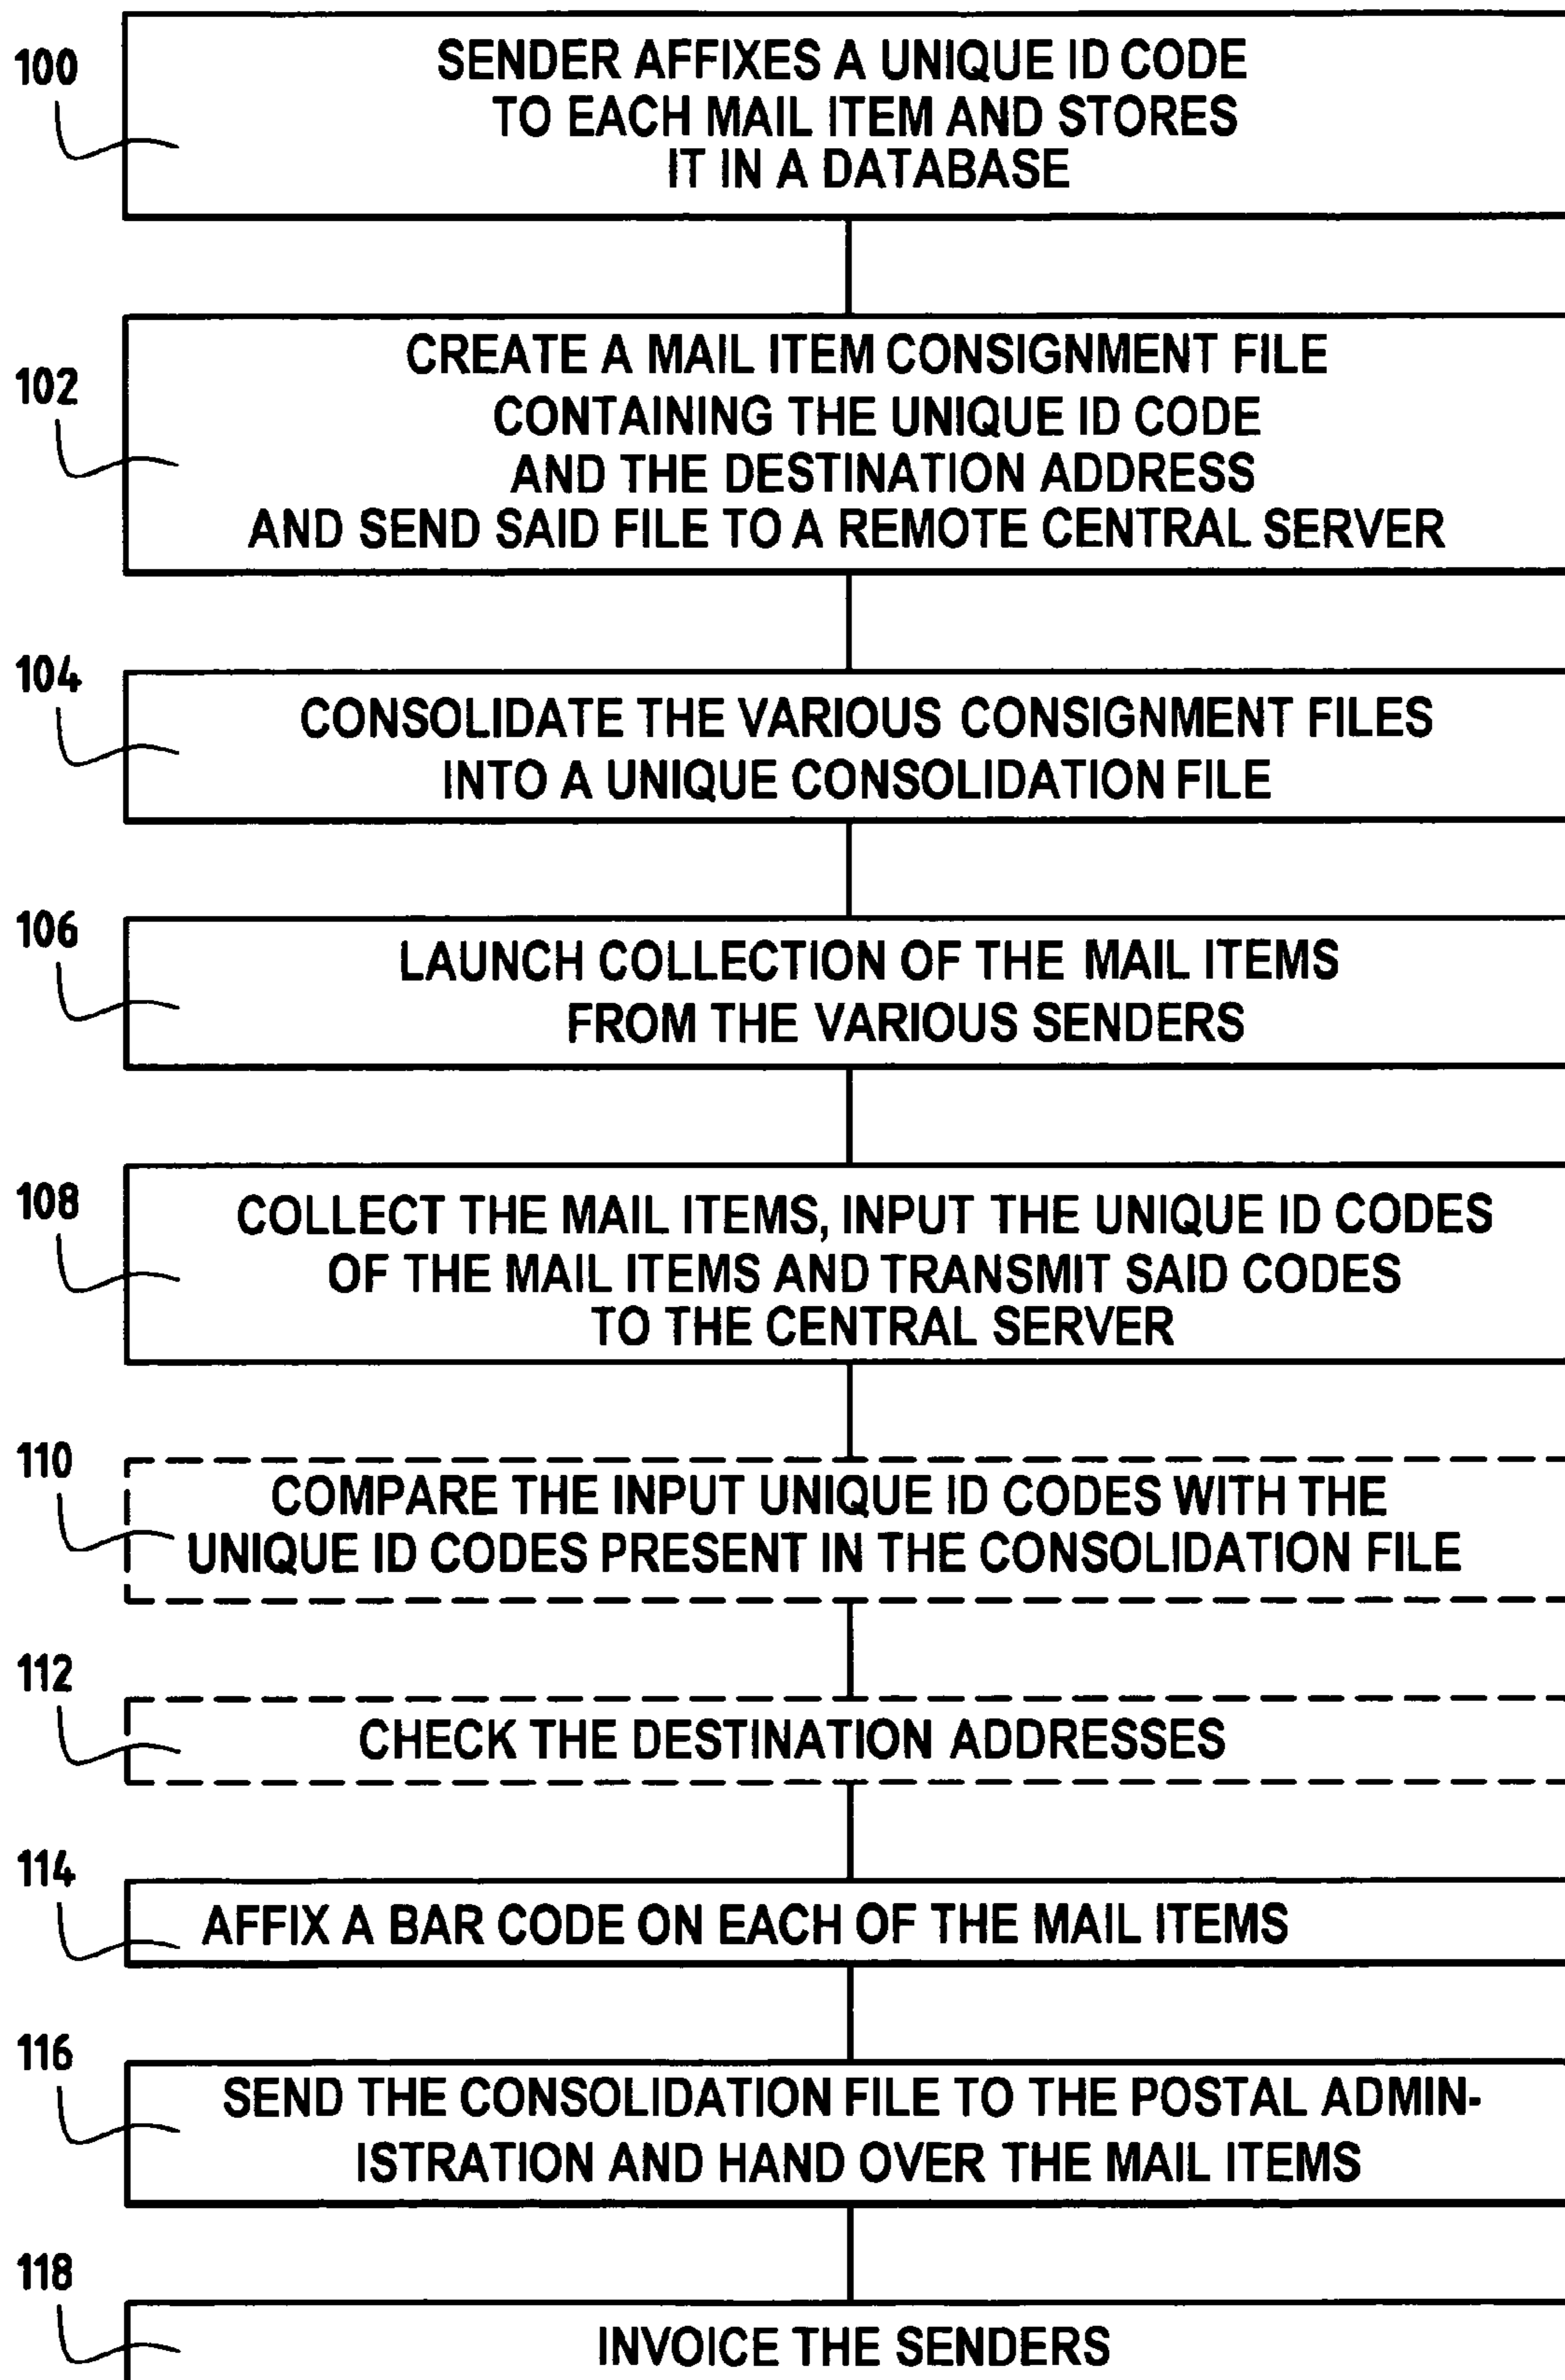 100
SENDER AFFIXES A UNIQUE ID CODE
TO EACH MAIL ITEM AND STORES
IT IN A DATABASE
102
CREATE A MAIL ITEM CONSIGNMENT FILE
CONTAINING THE UNIQUE ID CODE
AND THE DESTINATION ADDRESS
AND SEND SAID FILE TO A REMOTE CENTRAL SERVER
104
CONSOLIDATE THE VARIOUS CONSIGNMENT FILES
INTO A UNIQUE CONSOLIDATION FILE
106
LAUNCH COLLECTION OF THE MAIL ITEMS
FROM THE VARIOUS SENDERS
108
COLLECT THE MAIL ITEMS, INPUT THE UNIQUE ID CODES
OF THE MAIL ITEMS AND TRANSMIT SAID CODES
TO THE CENTRAL SERVER
110
COMPARE THE INPUT UNIQUE ID CODES WITH THE
UNIQUE ID CODES PRESENT IN THE CONSOLIDATION FILE
112
CHECK THE DESTINATION ADDRESSES
114
AFFIX A BAR CODE ON EACH OF THE MAIL ITEMS
116
SEND THE CONSOLIDATION FILE TO THE POSTAL ADMIN-
ISTRATION AND HAND OVER THE MAIL ITEMS
118
INVOICE THE SENDERS